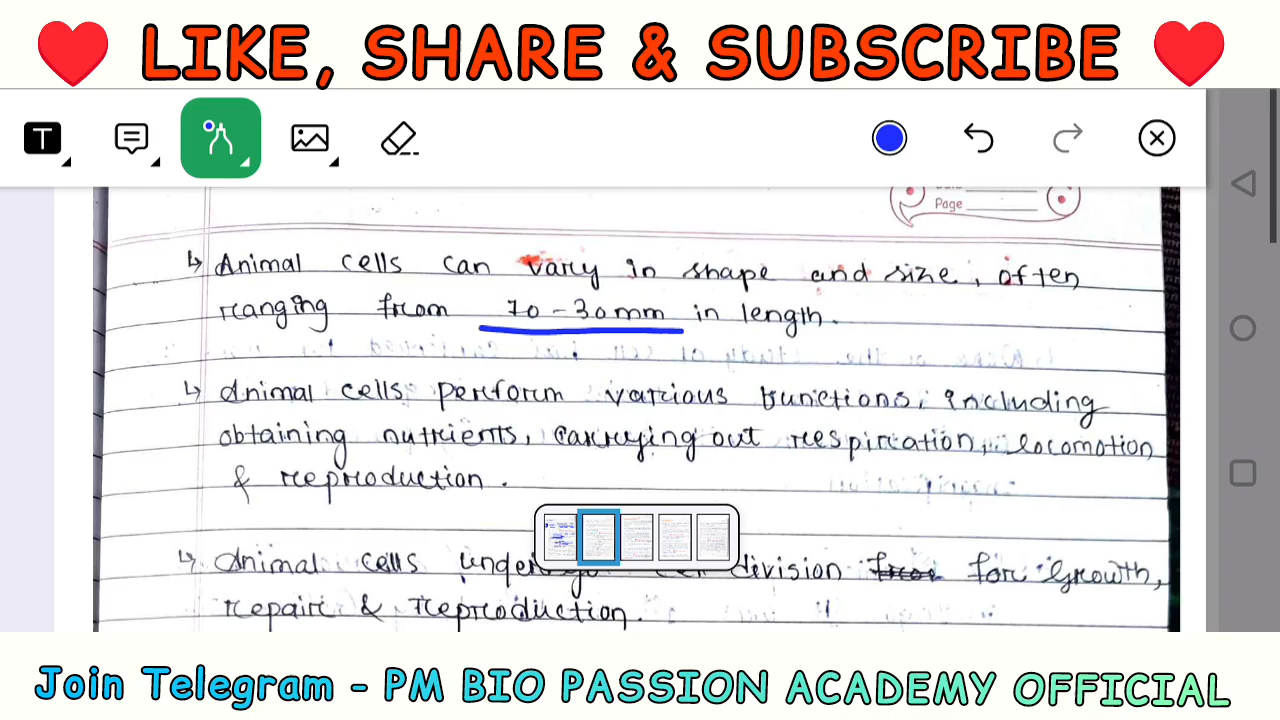 LIKE, SHARE & SUBSCRIBE
T
Page
Animal cells can vary in shape and size, often
ranging from 10-30mm in length.
Animal cells perform various functions, including
obtaining nutrients, carrying out respiration, locomotion
& reproduction.
Animal cells division for Growth,
repair & Reproduction.
Join Telegram - PM BIO PASSION ACADEMY OFFICIAL